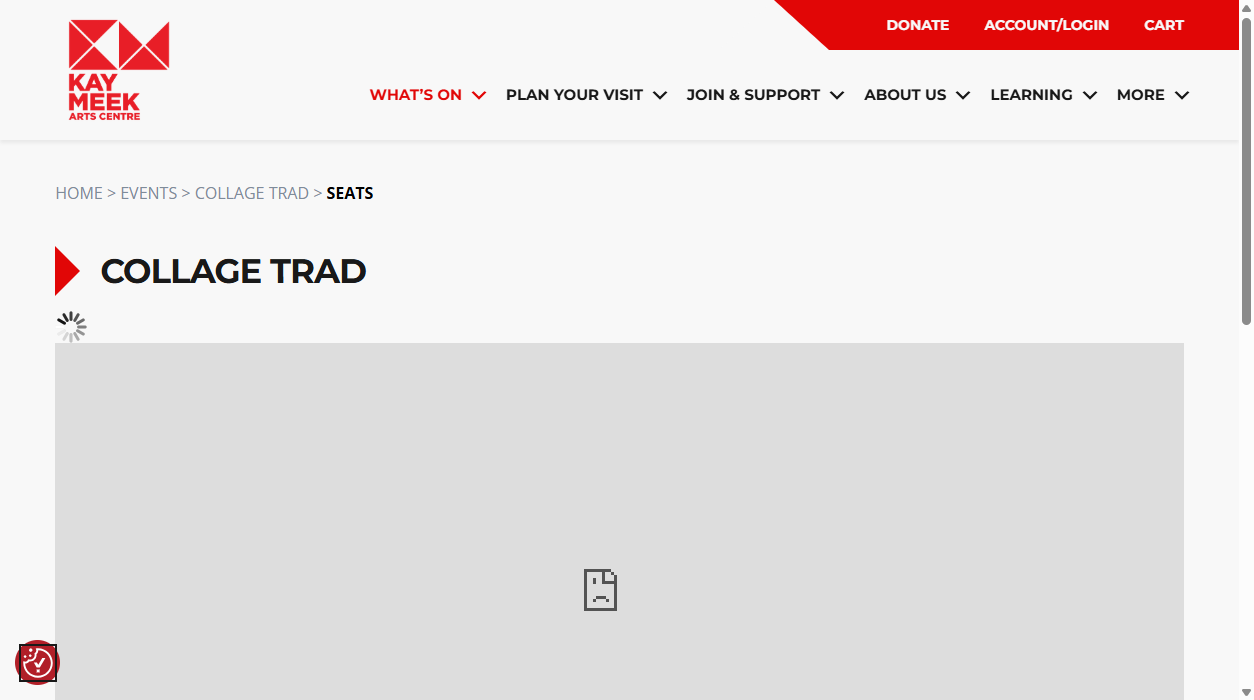 DONATE ACCOUNT/LOGIN CART
KAY
MEEK
ARTS CENTRE
WHAT'S ON PLAN YOUR VISIT JOIN & SUPPORT ABOUT US LEARNING MORE
HOME > EVENTS > COLLAGE TRAD > SEATS
COLLAGE TRAD